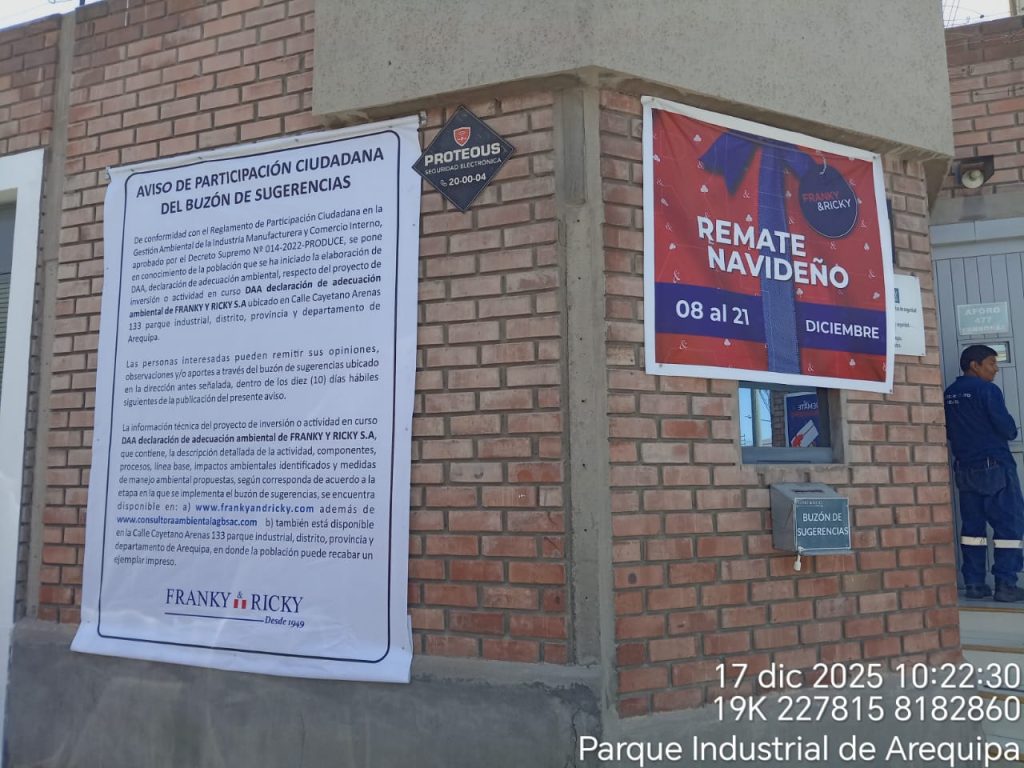 AVISO DE PARTICIPACIÓN CIUDADANA
DEL BUZÓN DE SUGERENCIAS
De conformidad con el Reglamento de Participación Ciudadana en la
Gestión Ambiental de la Industria Manufacturera y Comercio Interno,
aprobado por el Decreto Supremo Nº 014-2022-PRODUCE, se pone
en conocimiento de la población que se ha iniciado la elaboración de
DAA, declaración de adecuación ambiental, respecto del proyecto de
inversión o actividad en curso DAA declaración de adecuación
ambiental de FRANKY Y RICKY S.A ubicado en Calle Cayetano Arenas
133 parque industrial, distrito, provincia y departamento de
Arequipa.
Las personas interesadas pueden remitir sus opiniones,
observaciones y/o aportes a través del buzón de sugerencias ubicado
en la dirección antes señalada, dentro de los diez (10) días hábiles
siguientes de la publicación del presente aviso.
La información técnica del proyecto de inversión o actividad en curso
DAA declaración de adecuación ambiental de FRANKY Y RICKY S.A,
que contiene, la descripción detallada de la actividad, componentes,
procesos, línea base, impactos ambientales identificados y medidas
de manejo ambiental propuestas, según corresponda de acuerdo a la
etapa en la que se implementa el buzón de sugerencias, se encuentra
disponible en: a) www.frankyandricky.com además de
www.consultoraambientalagbsac.com b) también está disponible
en la Calle Cayetano Arenas 133 parque industrial, distrito, provincia y
departamento de Arequipa, en donde la población puede recabar un
ejemplar impreso.
FRANKY & RICKY
Desde 1949
PROTEOUS
SEGURIDAD ELECTRÓNICA
20-00-04
FRANKY
&RICKY
REMATE
NAVIDEÑO
08 al 21
DICIEMBRE
AFORO
BUZÓN DE
SUGERENCIAS
17 dic 2025 10:22:30
19K 227815 8182860
Parque Industrial de Arequipa